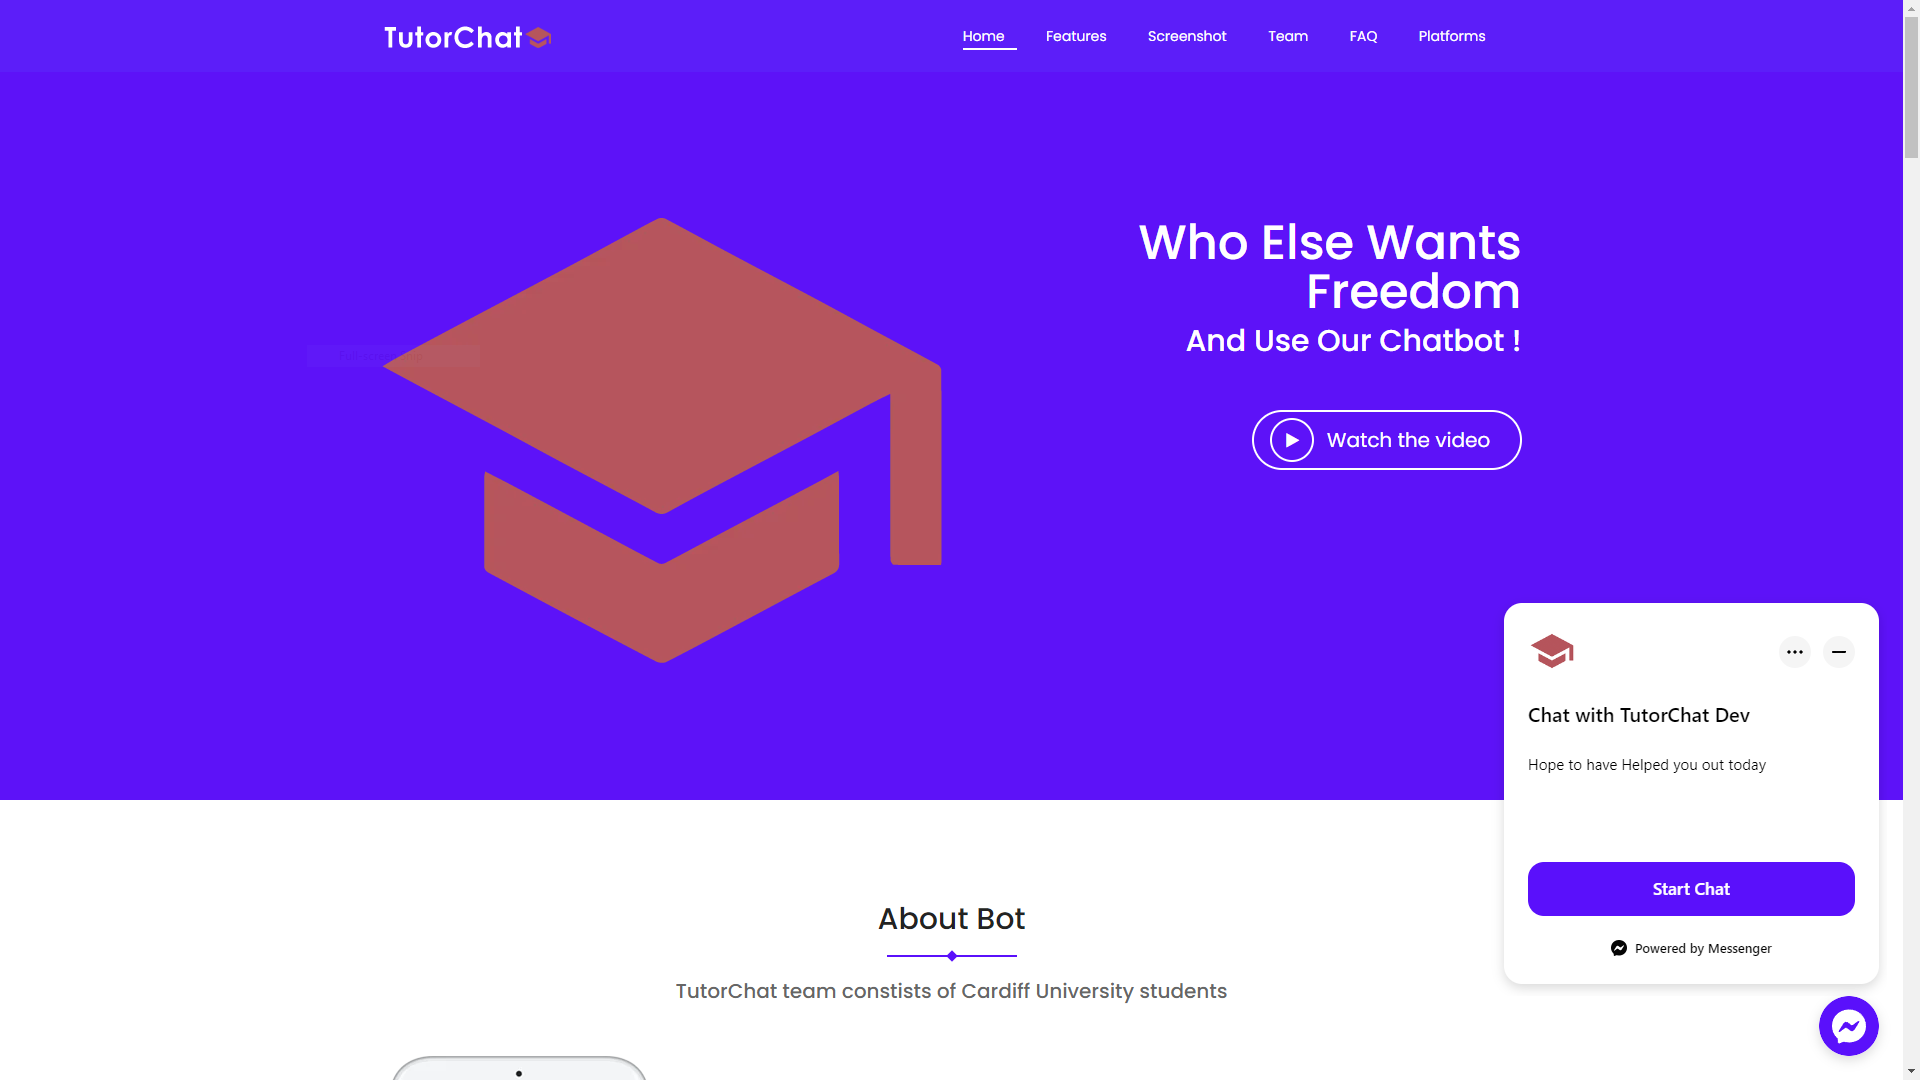 TutorChat
Home Features Screenshot Team FAQ Platforms
Who Else Wants
Freedom
And Use Our Chatbot !
Watch the video
Chat with TutorChat Dev
Hope to have Helped you out today
Start Chat
Powered by Messenger
About Bot
TutorChat team constists of Cardiff University students